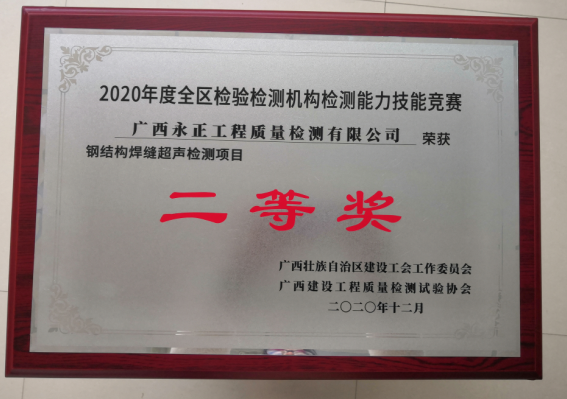 2020年度全区检验检测机构检测能力技能竞赛
广西永正工程质量检测有限公司 荣获
钢结构焊缝超声检测项目
二等奖
广西壮族自治区建设工会工作委员会
广西建设工程质量检测试验协会
二〇二〇年十二月